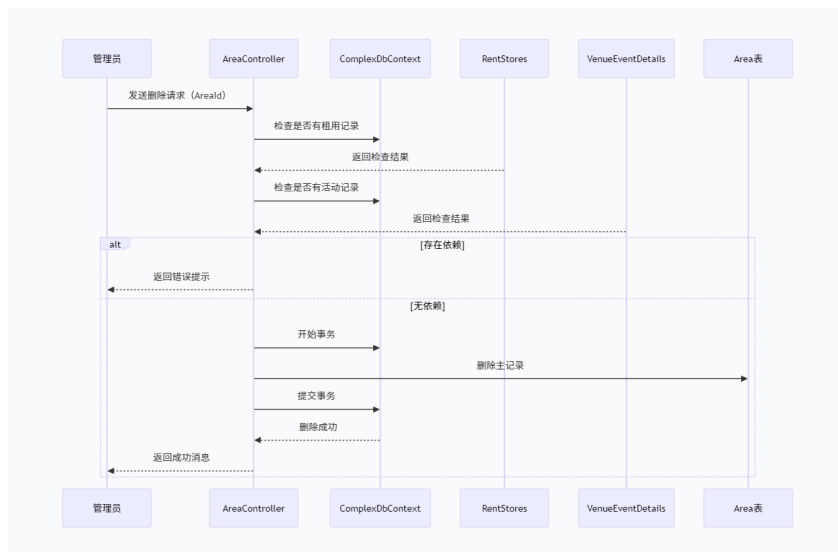 管理员
AreaController
ComplexDbContext
RentStores
VenueEventDetails
Area表
发送删除请求（AreaId）
检查是否有租用记录
返回检查结果
检查是否有活动记录
返回检查结果
alt
[存在依赖]
返回错误提示
[无依赖]
开始事务
删除主记录
提交事务
删除成功
返回成功消息
管理员
AreaController
ComplexDbContext
RentStores
VenueEventDetails
Area表